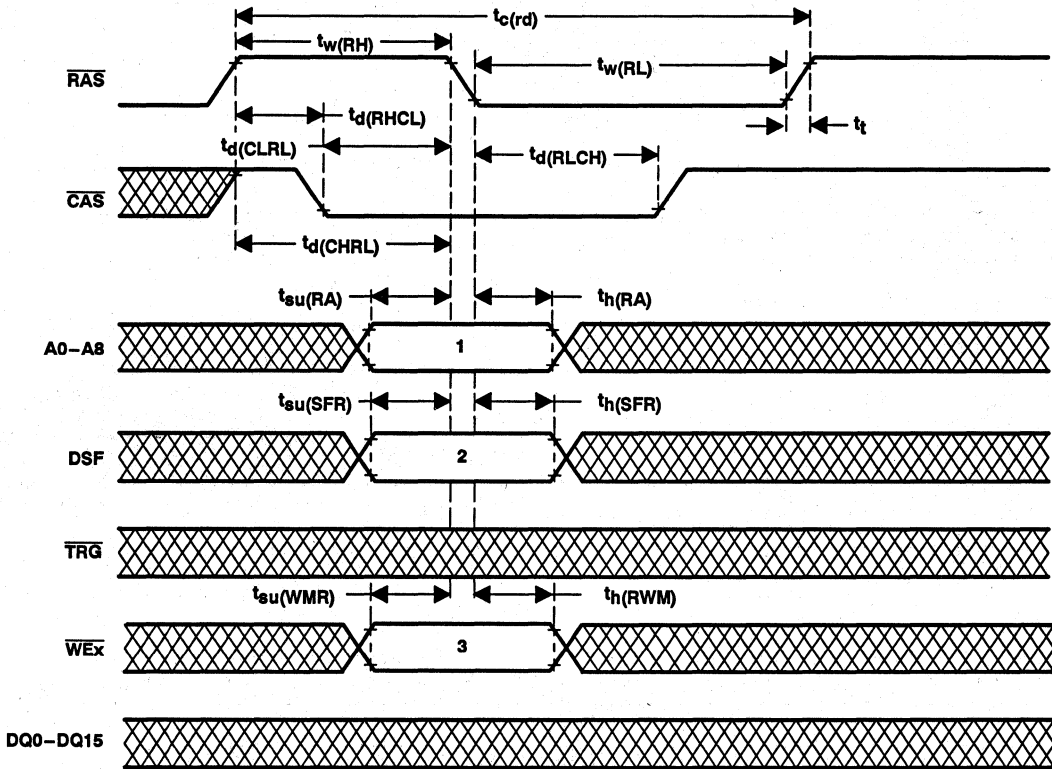 tc(rd)
tw(RH)
tw(RL)
RAS
td(RHCL)
tt
td(CLRL)
td(RLCH)
CAS
td(CHRL)
tsu(RA)
th(RA)
A0–A8
1
tsu(SFR)
th(SFR)
DSF
2
TRG
tsu(WMR)
th(RWM)
WEx
3
DQ0–DQ15